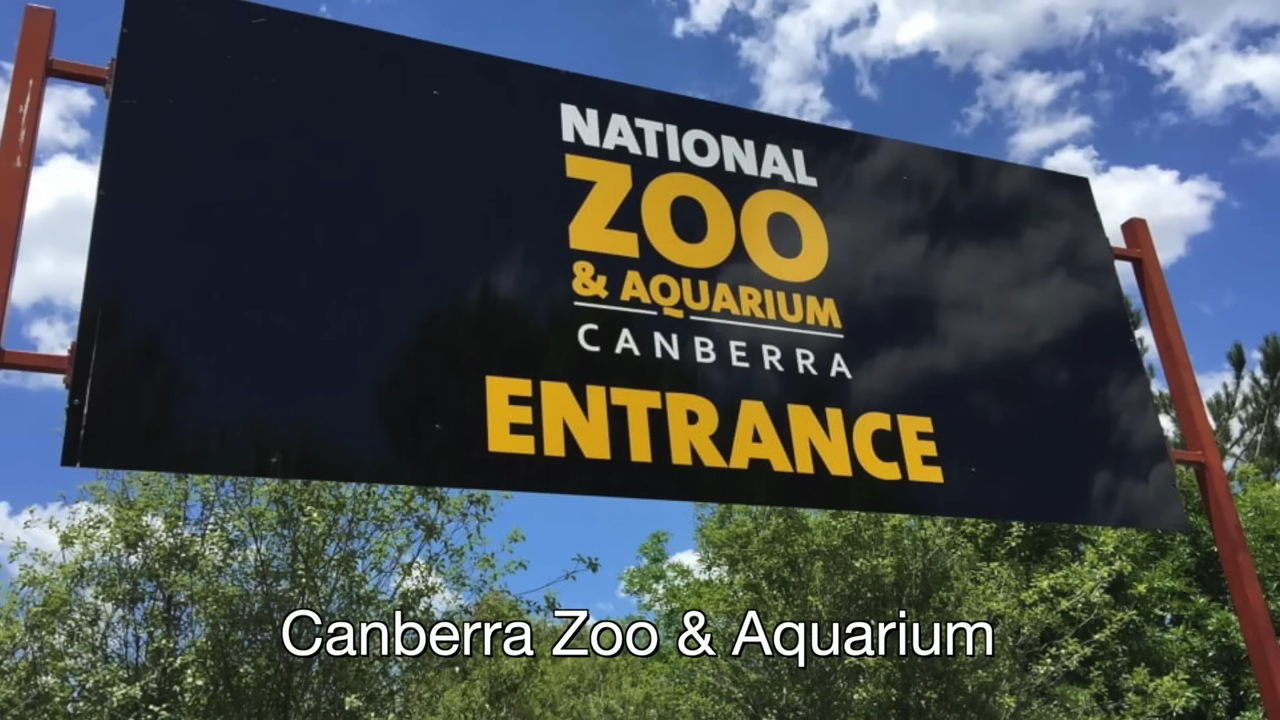 NATIONAL
ZOO
& AQUARIUM
CANBERRA
ENTRANCE
Canberra Zoo & Aquarium